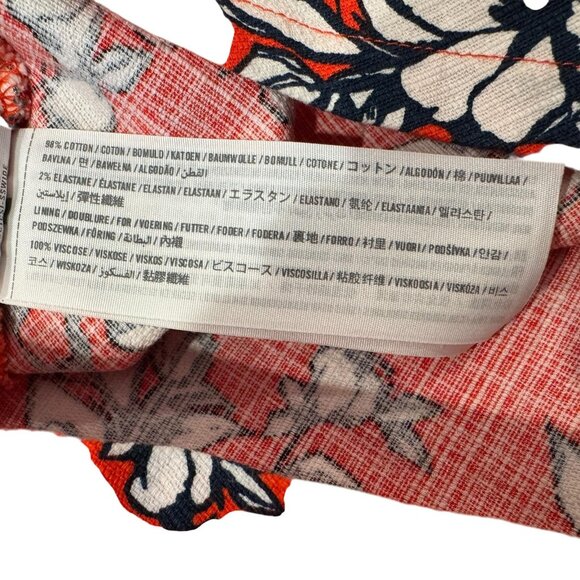 98% COTTON / COTON / BOMULD / KATOEN / BAUMWOLLE / BOMULL / COTONE / コットン / ALGODÓN / 棉 / PUUVILLAA /
BAVLNA / 면 / BAWEŁNA / ALGODÃO / القطن /
2% ELASTANE / ÉLASTANE / ELASTAN / ELASTAAN / エラスタン / ELASTANO / 氨纶 / ELASTAANIA / 엘라스탄 /
إيلاستين / 彈性纖維
LINING / DOUBLURE / FOR / VOERING / FUTTER / FODER / FODERA / 裏地 / FORRO / 衬里 / VUORI / PODŠÍVKA / 안감 /
PODSZEWKA / FÔRING / البطانة / 內襯
100% VISCOSE / VISKOSE / VISKOS / VISCOSA / ビスコース / VISCOSILLA / 粘胶纤维 / VISKOOSIA / VISKÓZA / 비스
코스 / WISKOZA / الفسكوز / 黏膠纖維